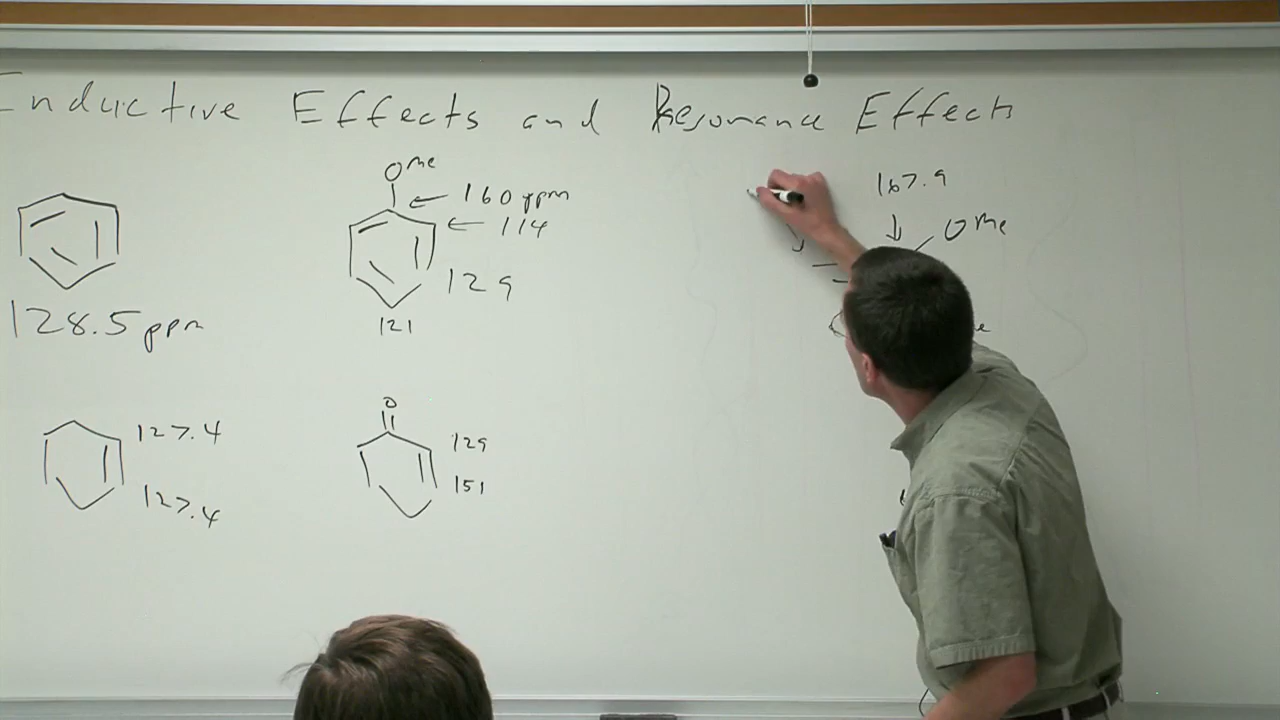 Inductive Effects and Resonance Effects
OMe
160 ppm
114
129
121
128.5 ppm
167.9
OMe
127.4
127.4
O
129
151